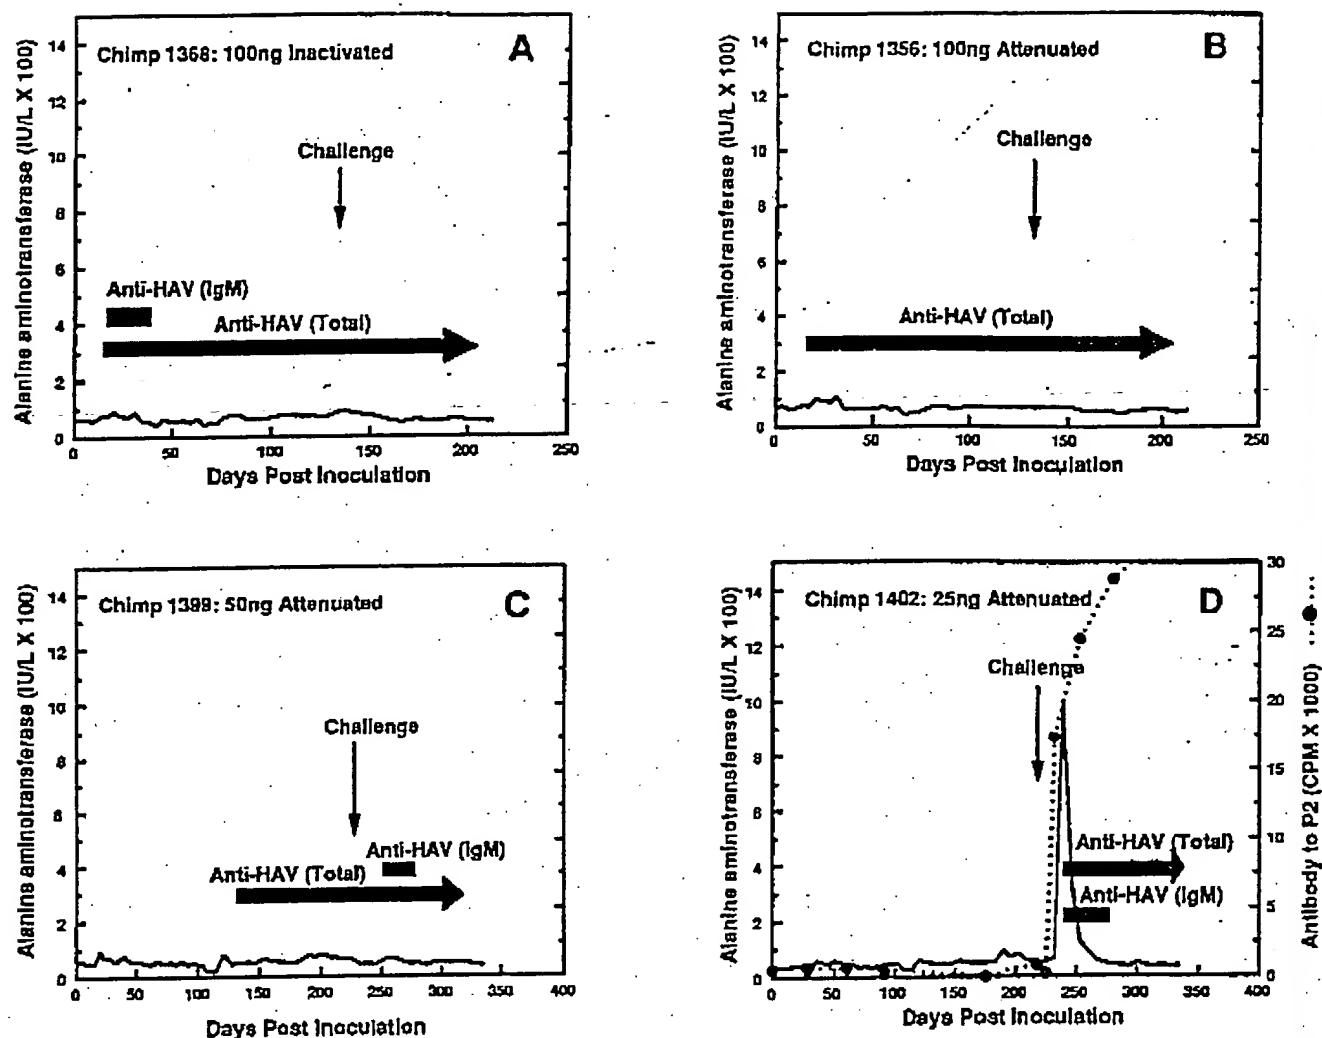 A
Chimp 1368: 100ng Inactivated
Alanine aminotransferase (IU/L X 100)
14
12
10
8
6
4
2
0
Challenge
Anti-HAV (IgM)
Anti-HAV (Total)
0 50 100 150 200 250
Days Post Inoculation
B
Chimp 1356: 100ng Attenuated
Alanine aminotransferase (IU/L X 100)
14
12
10
8
6
4
2
0
Challenge
Anti-HAV (Total)
0 50 100 150 200 250
Days Post Inoculation
C
Chimp 1399: 50ng Attenuated
Alanine aminotransferase (IU/L X 100)
14
12
10
8
6
4
2
0
Challenge
Anti-HAV (IgM)
Anti-HAV (Total)
0 50 100 150 200 250 300 350 400
Days Post Inoculation
D
Chimp 1402: 25ng Attenuated
Alanine aminotransferase (IU/L X 100)
14
12
10
8
6
4
2
0
Challenge
Anti-HAV (Total)
Anti-HAV (IgM)
30
25
20
15
10
5
0
Antibody to P2 (CPM X 1000)
0 50 100 150 200 250 300 350 400
Days Post Inoculation